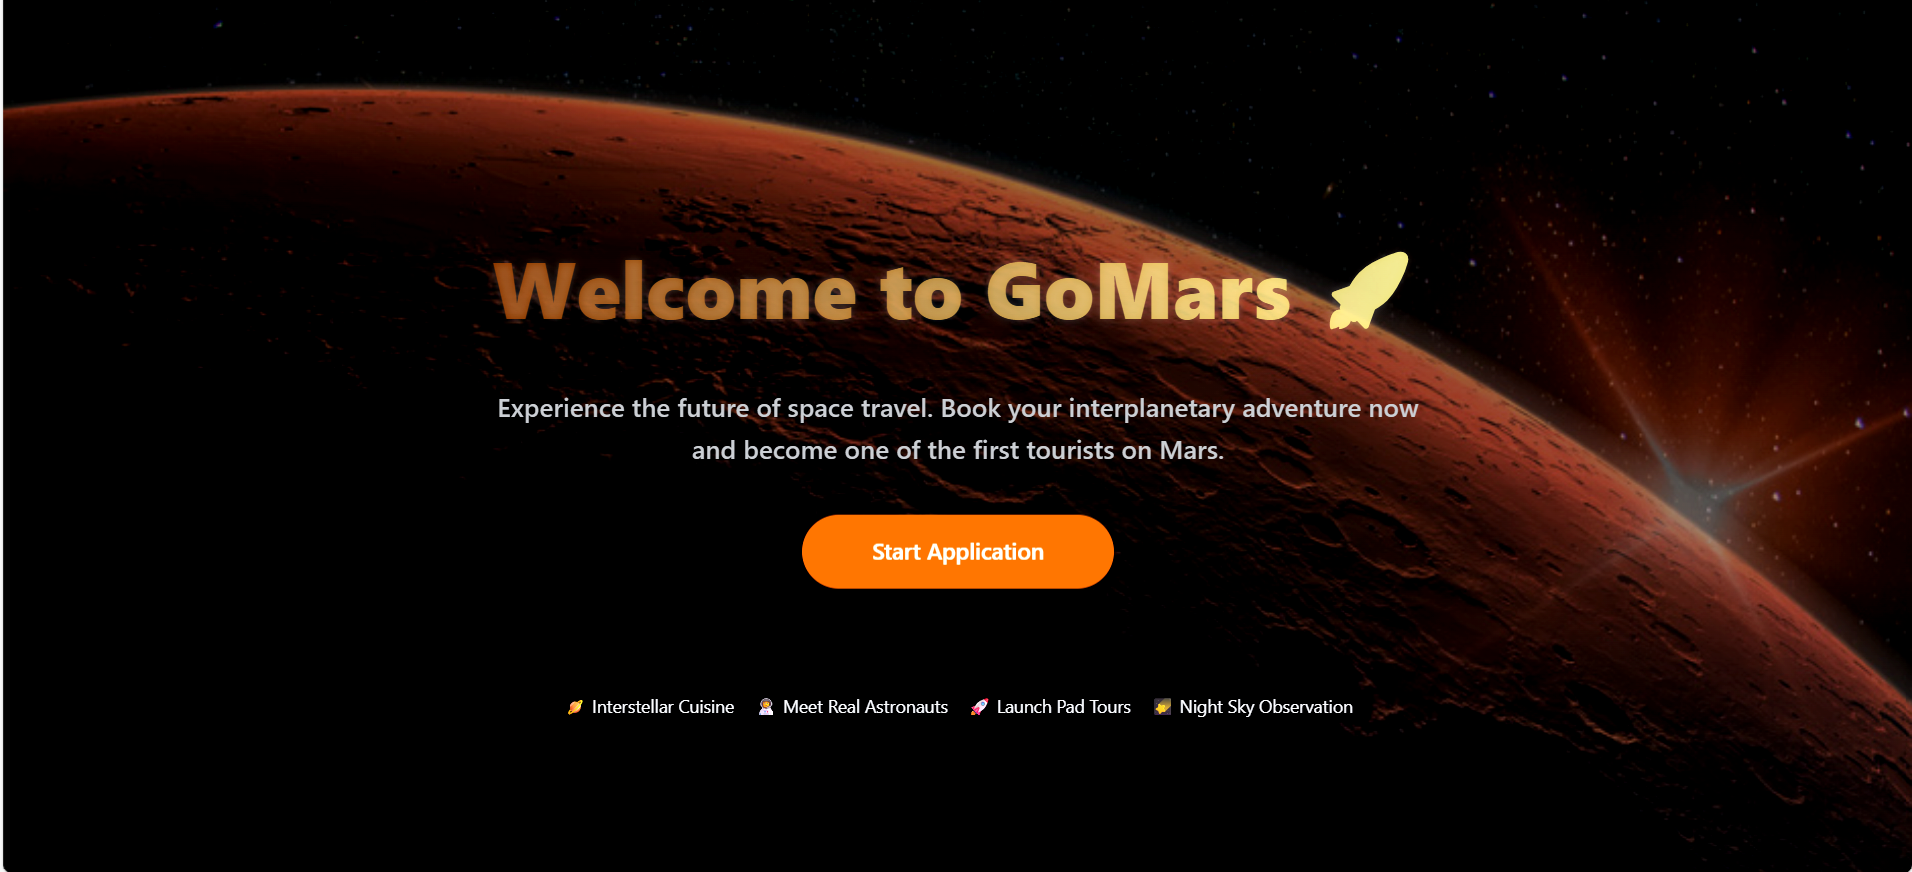 Welcome to GoMars 🚀
Experience the future of space travel. Book your interplanetary adventure now
and become one of the first tourists on Mars.
Start Application
🪐 Interstellar Cuisine 👩‍🚀 Meet Real Astronauts 🚀 Launch Pad Tours 🌠 Night Sky Observation